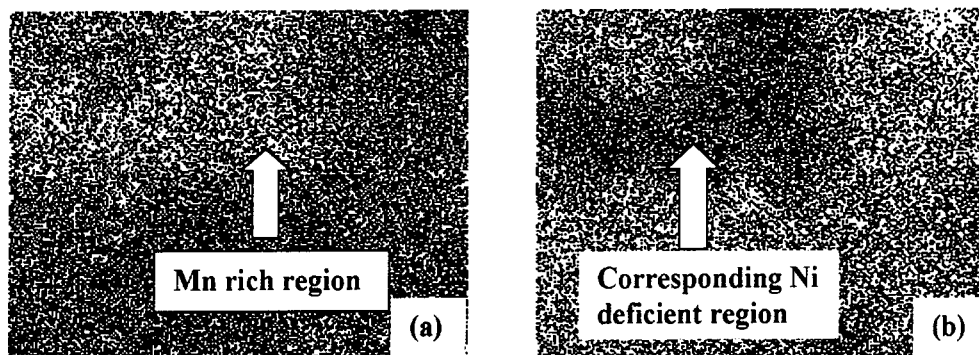 Mn rich region
(a)
Corresponding Ni
deficient region
(b)